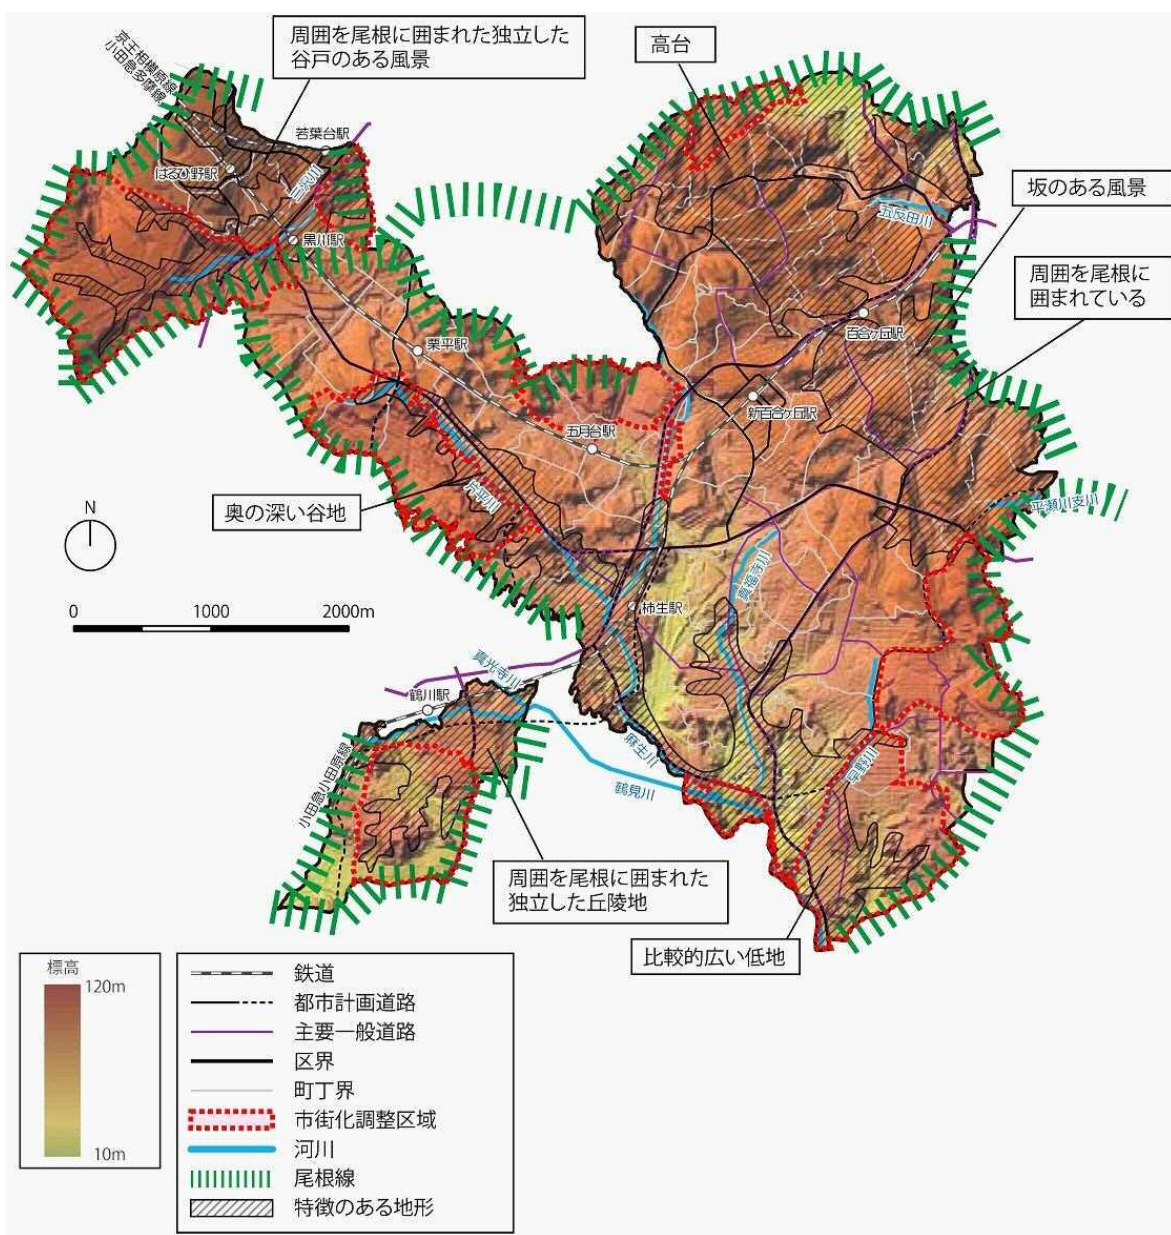 周囲を尾根に囲まれた独立した
谷戸のある風景
高台
京王相模原線
小田急多摩線
若葉台駅
はるひ野駅
三沢川
黒川駅
五反田川
坂のある風景
周囲を尾根に
囲まれている
百合ヶ丘駅
栗平駅
新百合ヶ丘駅
五月台駅
片平川
奥の深い谷地
平瀬川支川
N
0 1000 2000m
真福寺川
柿生駅
真光寺川
鶴川駅
小田急小田原線
麻生川
鶴見川
早野川
周囲を尾根に囲まれた
独立した丘陵地
比較的広い低地
標高
120m
10m
鉄道
都市計画道路
主要一般道路
区界
町丁界
市街化調整区域
河川
尾根線
特徴のある地形